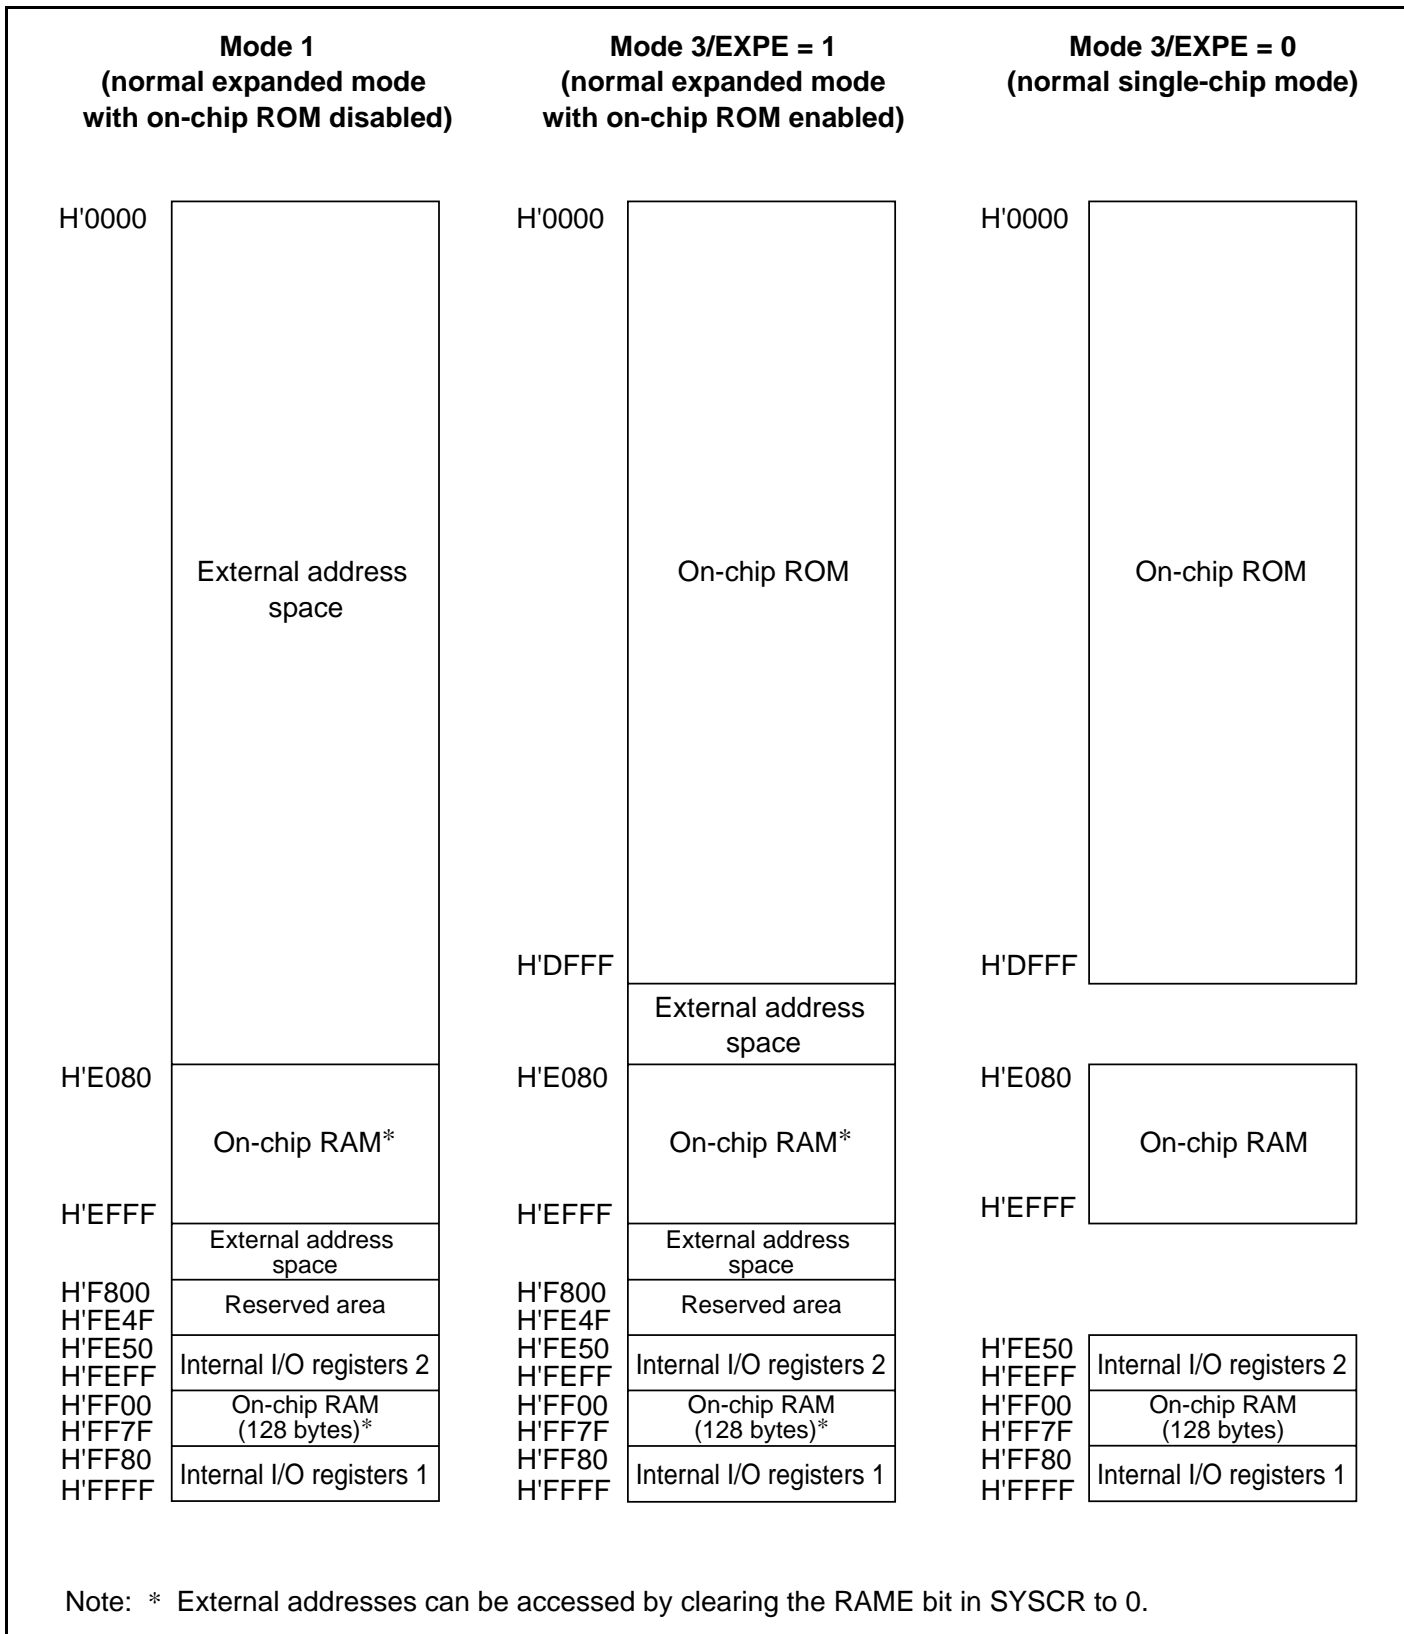 Mode 1
(normal expanded mode
with on-chip ROM disabled)
H'0000
External address
space
H'E080
On-chip RAM*
H'EFFF
External address
space
H'F800
Reserved area
H'FE4F
H'FE50
Internal I/O registers 2
H'FEFF
H'FF00
On-chip RAM
(128 bytes)*
H'FF7F
H'FF80
Internal I/O registers 1
H'FFFF
Mode 3/EXPE = 1
(normal expanded mode
with on-chip ROM enabled)
H'0000
On-chip ROM
H'DFFF
External address
space
H'E080
On-chip RAM*
H'EFFF
External address
space
H'F800
Reserved area
H'FE4F
H'FE50
Internal I/O registers 2
H'FEFF
H'FF00
On-chip RAM
(128 bytes)*
H'FF7F
H'FF80
Internal I/O registers 1
H'FFFF
Mode 3/EXPE = 0
(normal single-chip mode)
H'0000
On-chip ROM
H'DFFF
H'E080
On-chip RAM
H'EFFF
H'FE50
Internal I/O registers 2
H'FEFF
H'FF00
On-chip RAM
(128 bytes)
H'FF7F
H'FF80
Internal I/O registers 1
H'FFFF
Note: * External addresses can be accessed by clearing the RAME bit in SYSCR to 0.